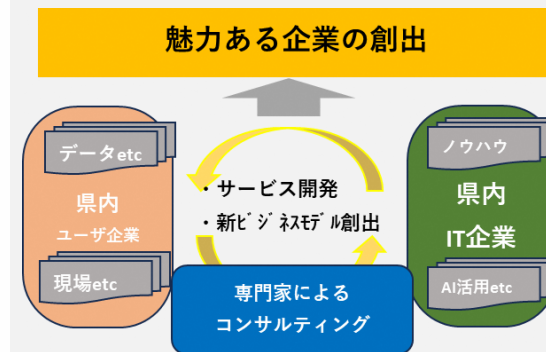 魅力ある企業の創出
データetc
県内
ユーザ企業
現場etc
・サービス開発
・新ﾋﾞｼﾞﾈｽﾓﾃﾞﾙ創出
ノウハウ
県内
IT企業
AI活用etc
専門家による
コンサルティング